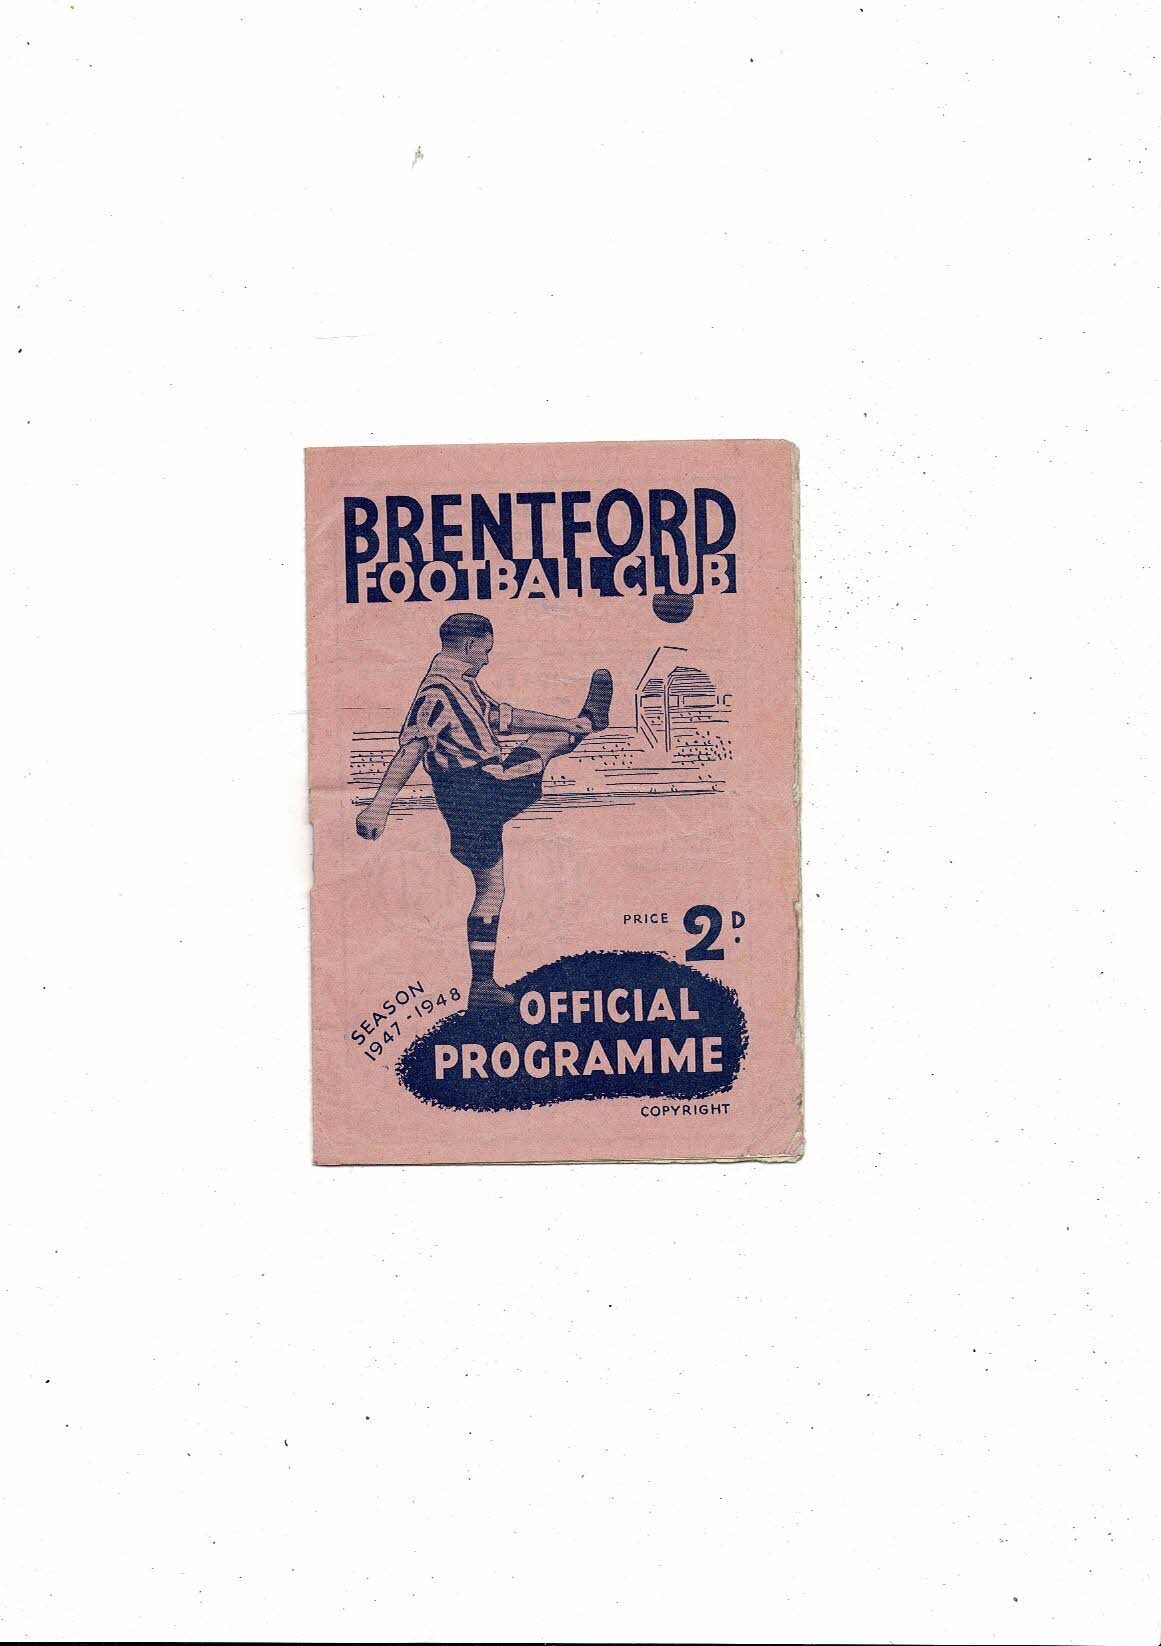 BRENTFORD
FOOTBALL CLUB
PRICE 2D.
SEASON
1947-1948
OFFICIAL
PROGRAMME
COPYRIGHT